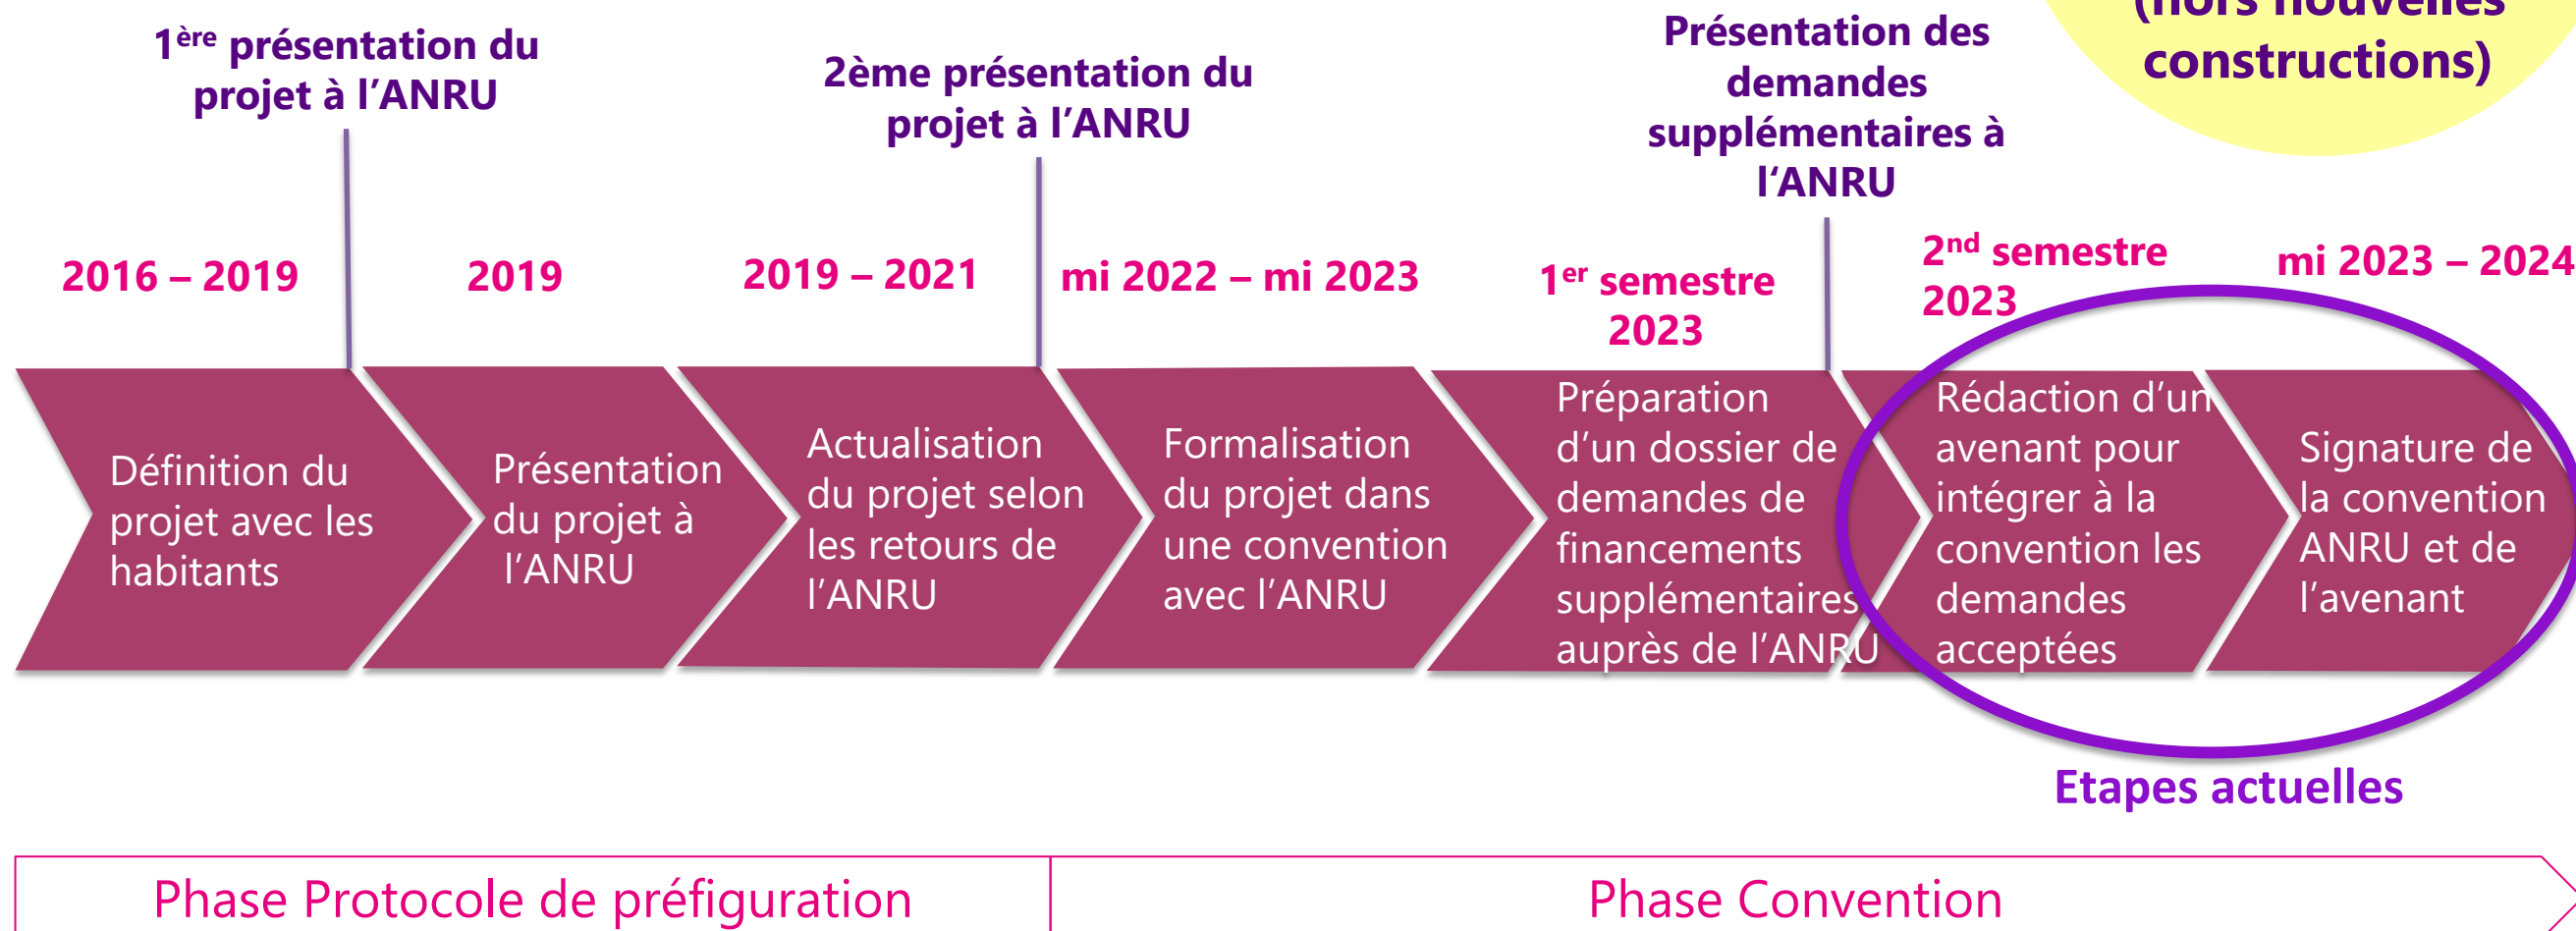 (hors nouvelles
constructions)
1ère présentation du
projet à l'ANRU
2ème présentation du
projet à l'ANRU
Présentation des
demandes
supplémentaires à
l'ANRU
2016 – 2019
2019
2019 – 2021
mi 2022 – mi 2023
1er semestre
2023
2nd semestre
2023
mi 2023 – 2024
Définition du
projet avec les
habitants
Présentation
du projet à
l'ANRU
Actualisation
du projet selon
les retours de
l'ANRU
Formalisation
du projet dans
une convention
avec l'ANRU
Préparation
d'un dossier de
demandes de
financements
supplémentaires
auprès de l'ANRU
Rédaction d'un
avenant pour
intégrer à la
convention les
demandes
acceptées
Signature de
la convention
ANRU et de
l'avenant
Etapes actuelles
Phase Protocole de préfiguration
Phase Convention